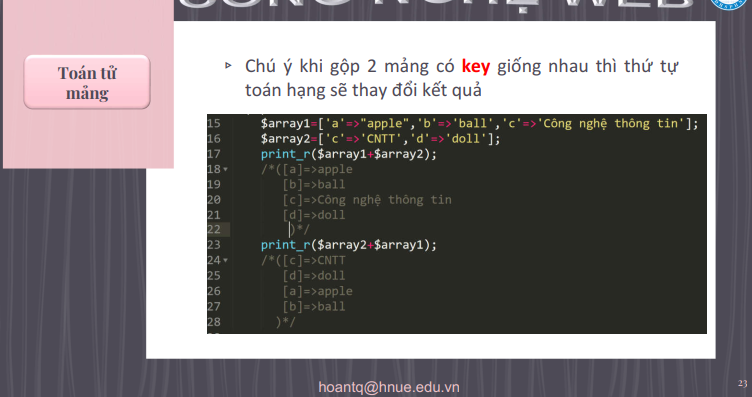 CÔNG NGHỆ WEB
Toán tử
mảng
▹ Chú ý khi gộp 2 mảng có key giống nhau thì thứ tự
toán hạng sẽ thay đổi kết quả
15 $array1=['a'=>"apple",'b'=>'ball','c'=>'Công nghệ thông tin'];
16 $array2=['c'=>'CNTT','d'=>'doll'];
17 print_r($array1+$array2);
18 /*([a]=>apple
19 [b]=>ball
20 [c]=>Công nghệ thông tin
21 [d]=>doll
22 )*/
23 print_r($array2+$array1);
24 /*([c]=>CNTT
25 [d]=>doll
26 [a]=>apple
27 [b]=>ball
28 )*/
hoantq@hnue.edu.vn
23